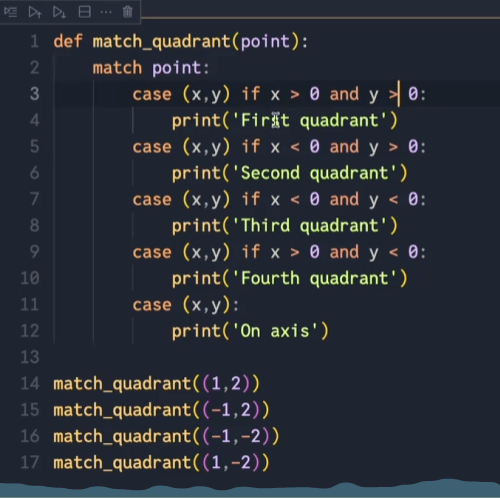 1 def match_quadrant(point):
2     match point:
3         case (x,y) if x > 0 and y > 0:
4             print('First quadrant')
5         case (x,y) if x < 0 and y > 0:
6             print('Second quadrant')
7         case (x,y) if x < 0 and y < 0:
8             print('Third quadrant')
9         case (x,y) if x > 0 and y < 0:
10             print('Fourth quadrant')
11         case (x,y):
12             print('On axis')
13
14 match_quadrant((1,2))
15 match_quadrant((-1,2))
16 match_quadrant((-1,-2))
17 match_quadrant((1,-2))